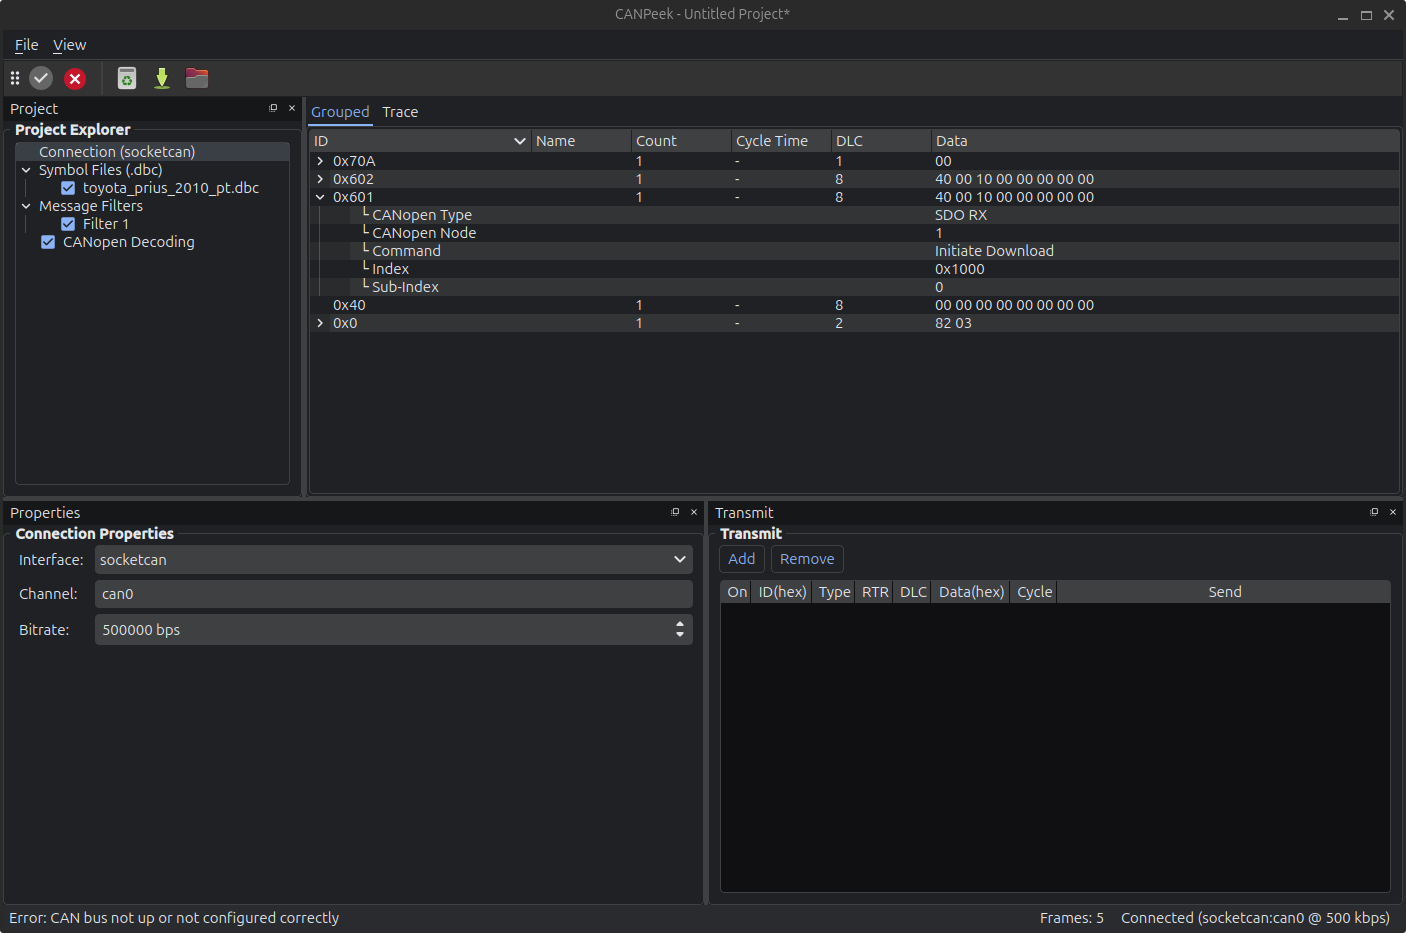 CANPeek - Untitled Project*
File View
Project
Project Explorer
Connection (socketcan)
Symbol Files (.dbc)
toyota_prius_2010_pt.dbc
Message Filters
Filter 1
CANopen Decoding
Grouped Trace
ID Name Count Cycle Time DLC Data
0x70A 1 - 1 00
0x602 1 - 8 40 00 10 00 00 00 00 00
0x601 1 - 8 40 00 10 00 00 00 00 00
CANopen Type SDO RX
CANopen Node 1
Command Initiate Download
Index 0x1000
Sub-Index 0
0x40 1 - 8 00 00 00 00 00 00 00 00
0x0 1 - 2 82 03
Properties
Connection Properties
Interface: socketcan
Channel: can0
Bitrate: 500000 bps
Transmit
Transmit
Add Remove
On ID(hex) Type RTR DLC Data(hex) Cycle Send
Error: CAN bus not up or not configured correctly
Frames: 5 Connected (socketcan:can0 @ 500 kbps)